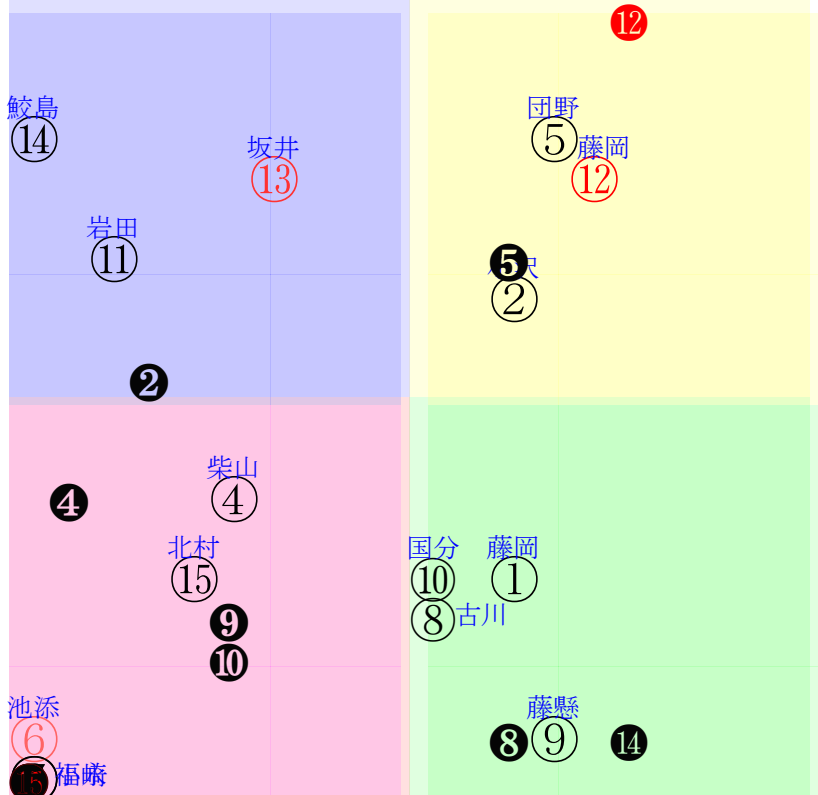 ⓬
鮫島 団野
⑭ ⑤
坂井 藤岡
⑬ ⑫
岩田
⑪ ❺
②
❷
柴山
❹ ④
北村 国分 藤岡
⑮ ⑩ ①
❾ ⑧ 古川
❿
池添 藤懸
⑥ ❽ ⑨ ⓮